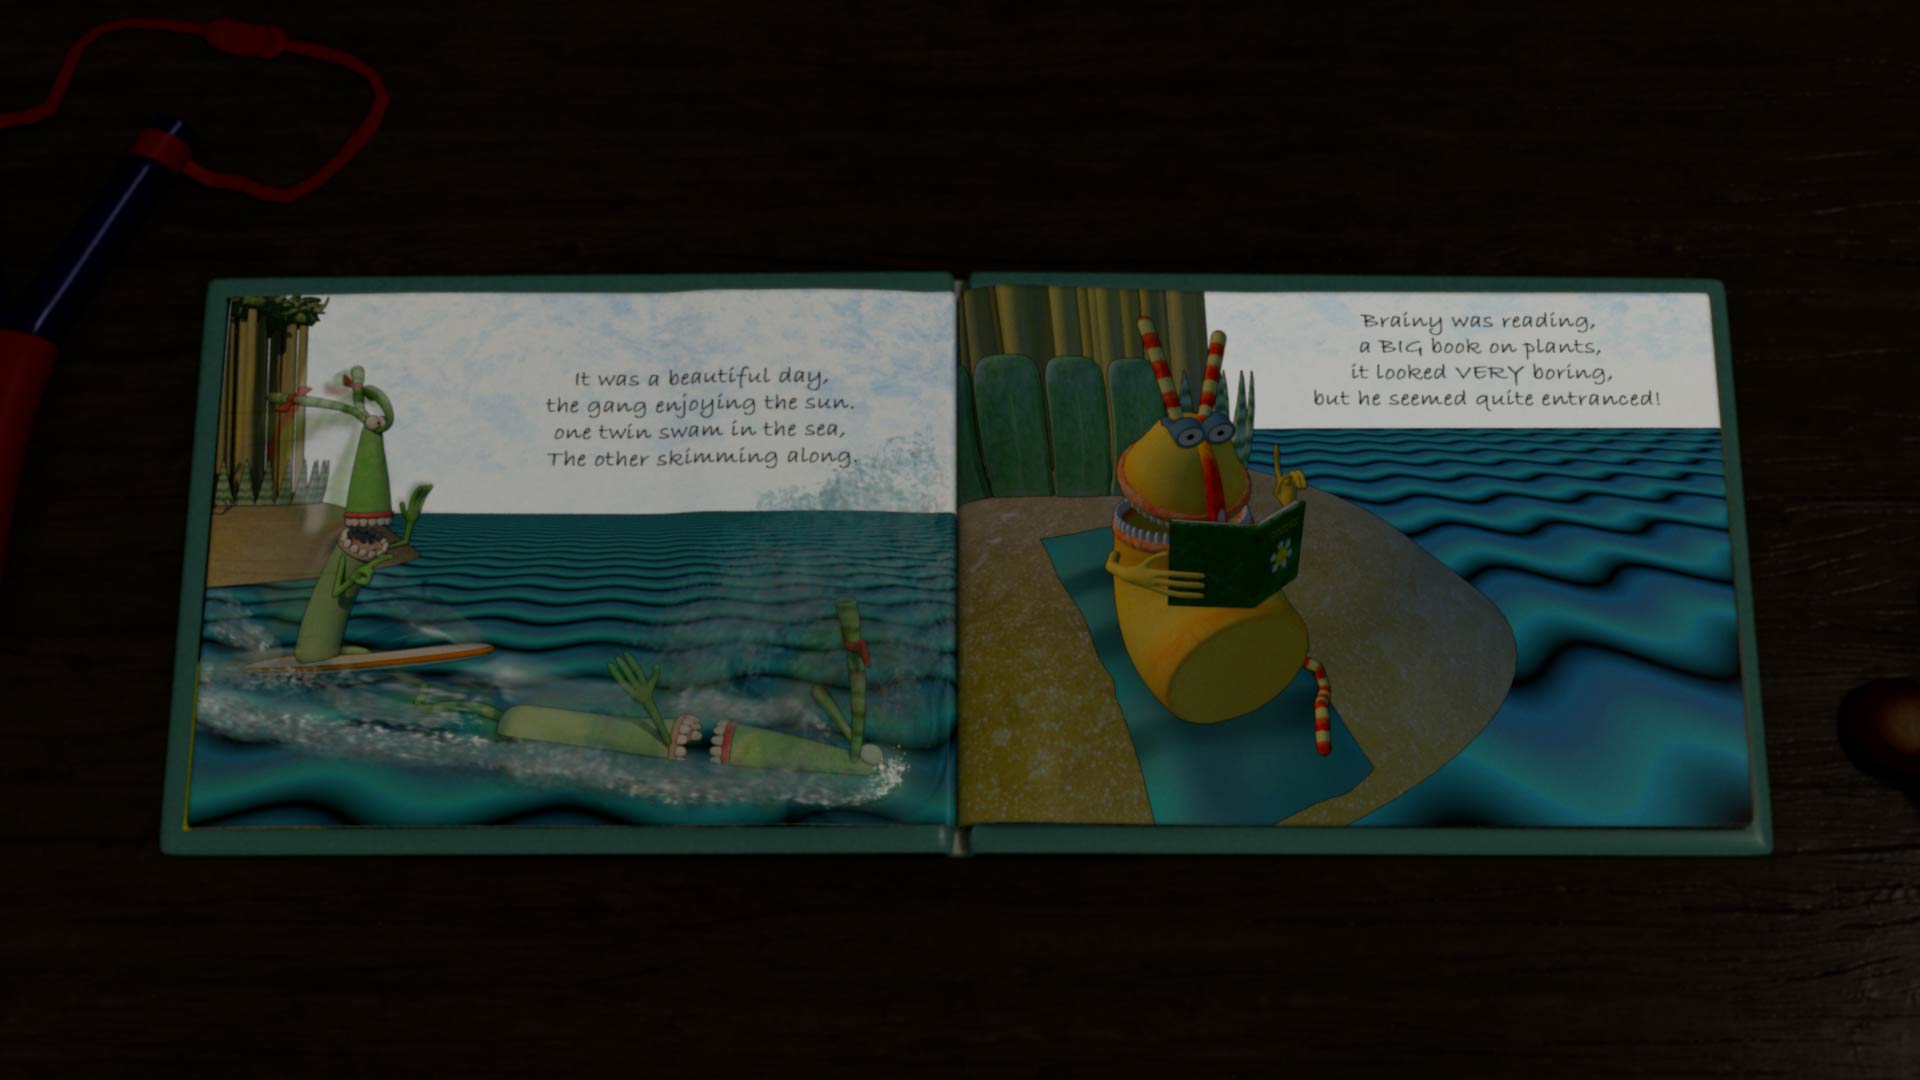 It was a beautiful day,
the gang enjoying the sun.
one twin swam in the sea,
The other skimming along.
Brainy was reading,
a BIG book on plants,
it looked VERY boring,
but he seemed quite entranced!